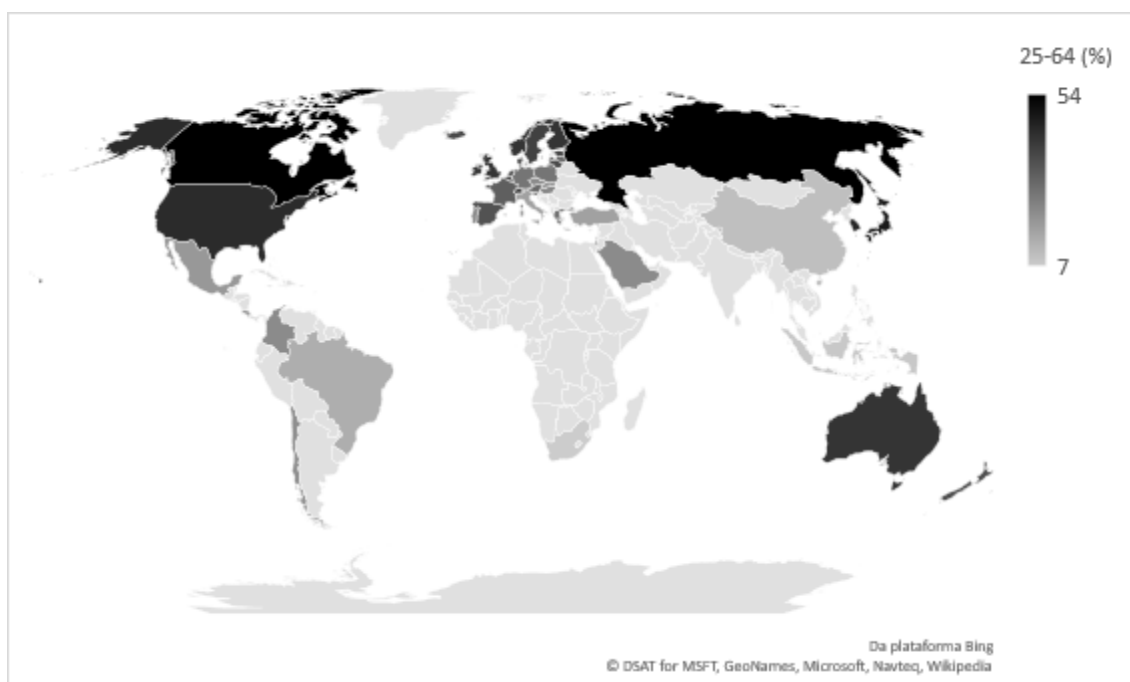 25-64 (%)
54
7
Da plataforma Bing
© DSAT for MSFT, GeoNames, Microsoft, Navteq, Wikipedia